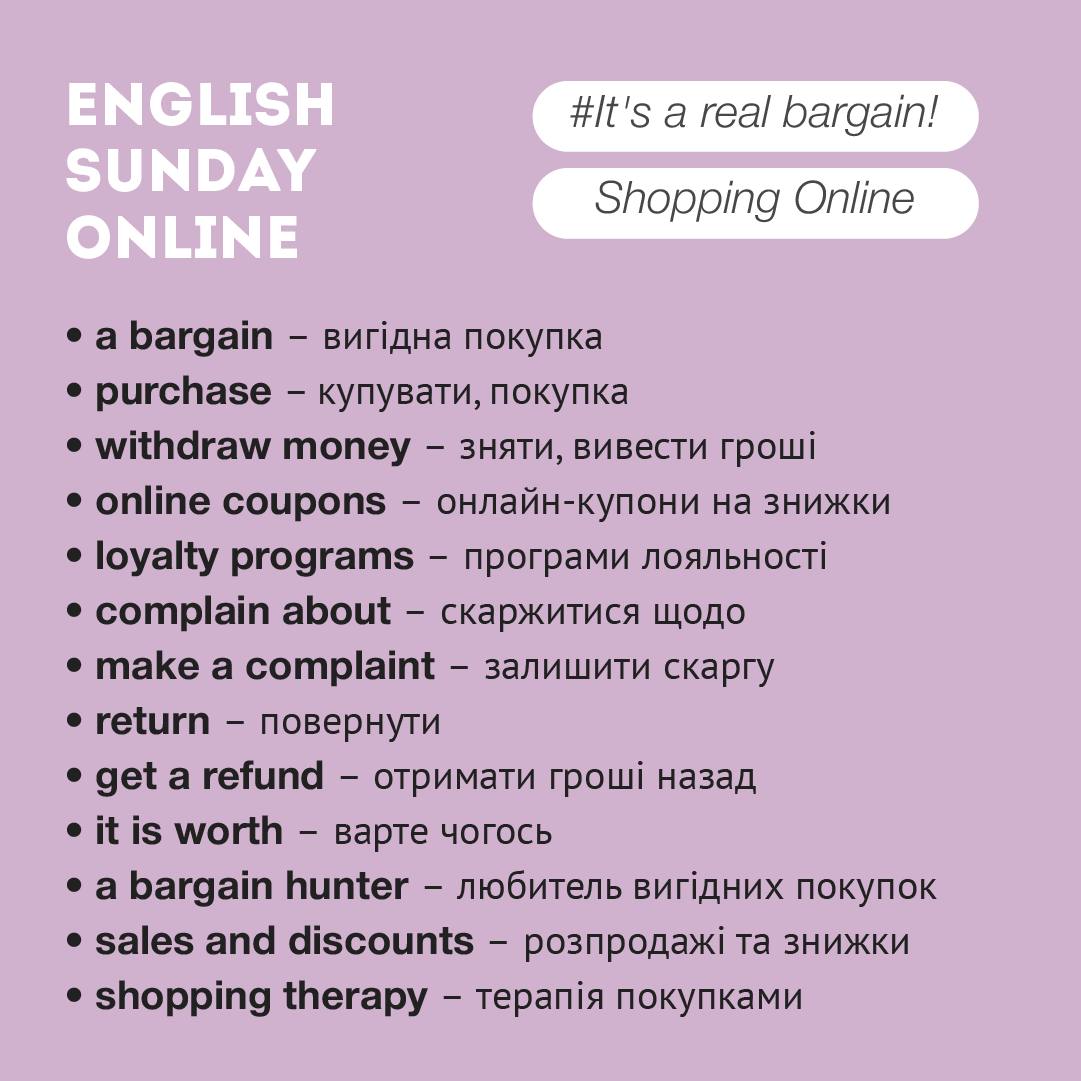 ENGLISH
SUNDAY
ONLINE
#It's a real bargain!
Shopping Online
• a bargain – вигідна покупка
• purchase – купувати, покупка
• withdraw money – зняти, вивести гроші
• online coupons – онлайн-купони на знижки
• loyalty programs – програми лояльності
• complain about – скаржитися щодо
• make a complaint – залишити скаргу
• return – повернути
• get a refund – отримати гроші назад
• it is worth – варте чогось
• a bargain hunter – любитель вигідних покупок
• sales and discounts – розпродажі та знижки
• shopping therapy – терапія покупками